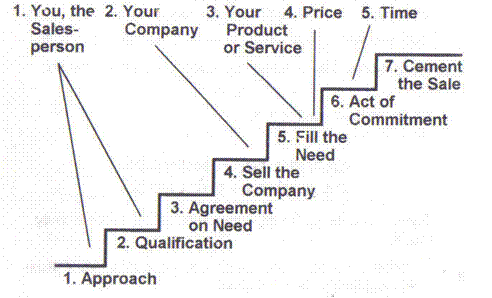 1. You, the
Sales-
person
2. Your
Company
3. Your
Product
or Service
4. Price
5. Time
7. Cement
the Sale
6. Act of
Commitment
5. Fill the
Need
4. Sell the
Company
3. Agreement
on Need
2. Qualification
1. Approach